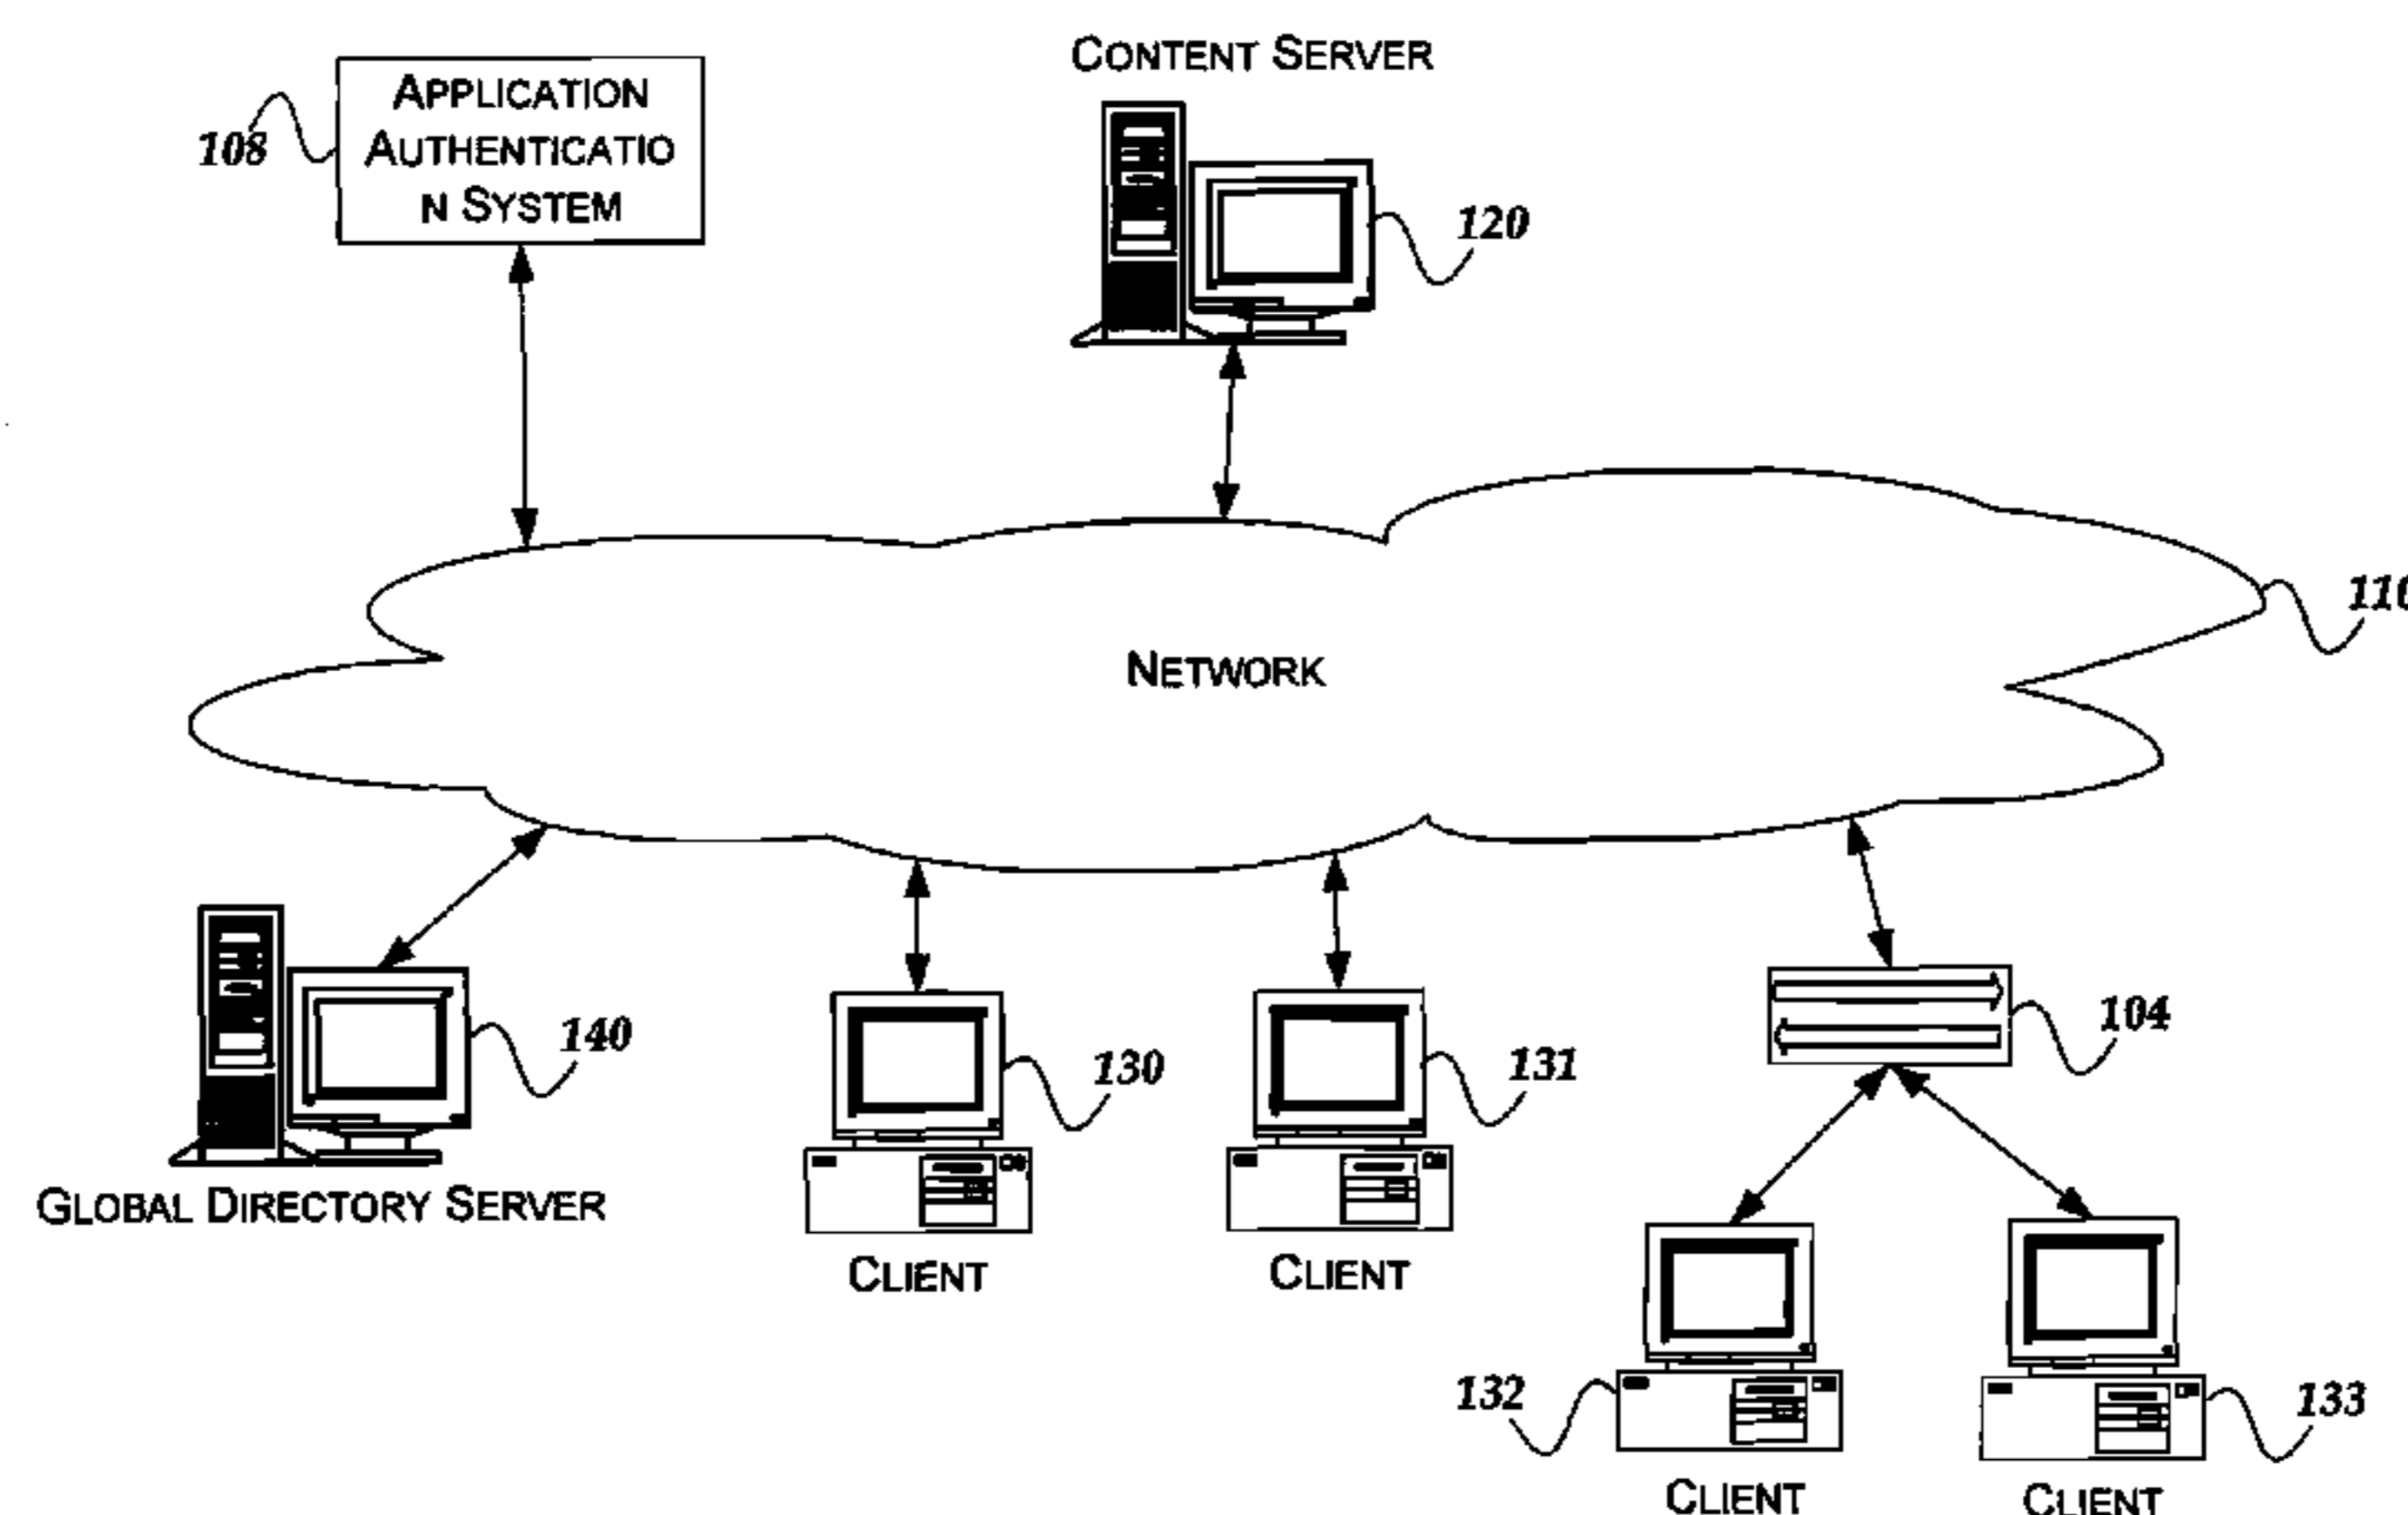 CONTENT SERVER
APPLICATION
AUTHENTICATIO
N SYSTEM
108
120
110
NETWORK
140
130
131
104
GLOBAL DIRECTORY SERVER
CLIENT
CLIENT
132
133
CLIENT
CLIENT